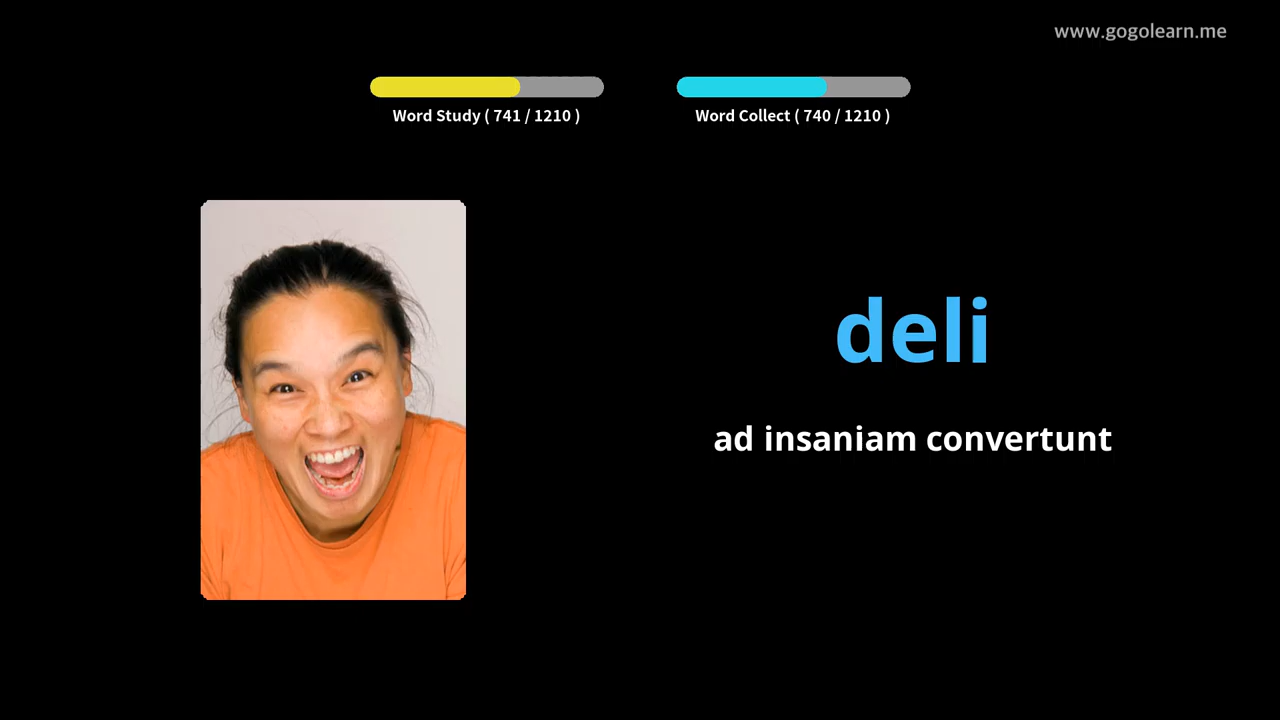 www.gogolearn.me
Word Study ( 741 / 1210 )
Word Collect ( 740 / 1210 )
deli
ad insaniam convertunt